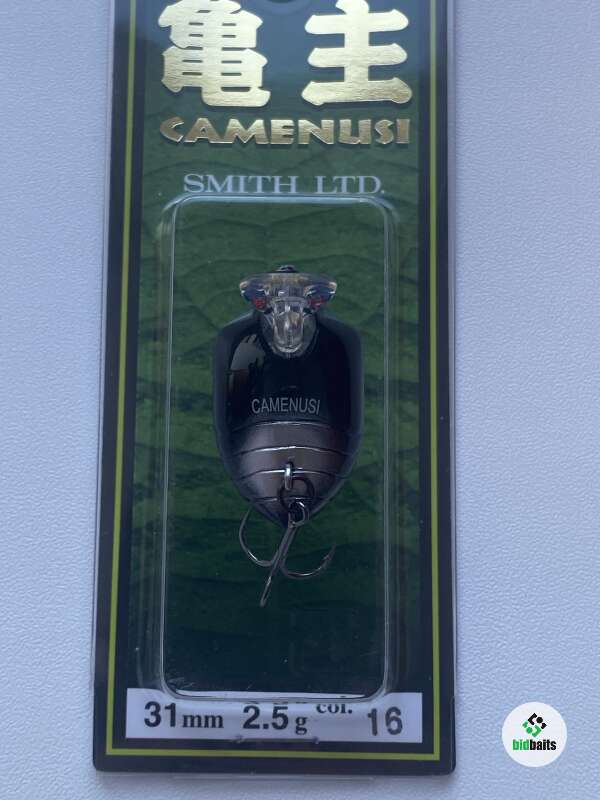 亀主
CAMENUSI
SMITH LTD.
CAMENUSI
31mm 2.5g col. 16
bidbaits